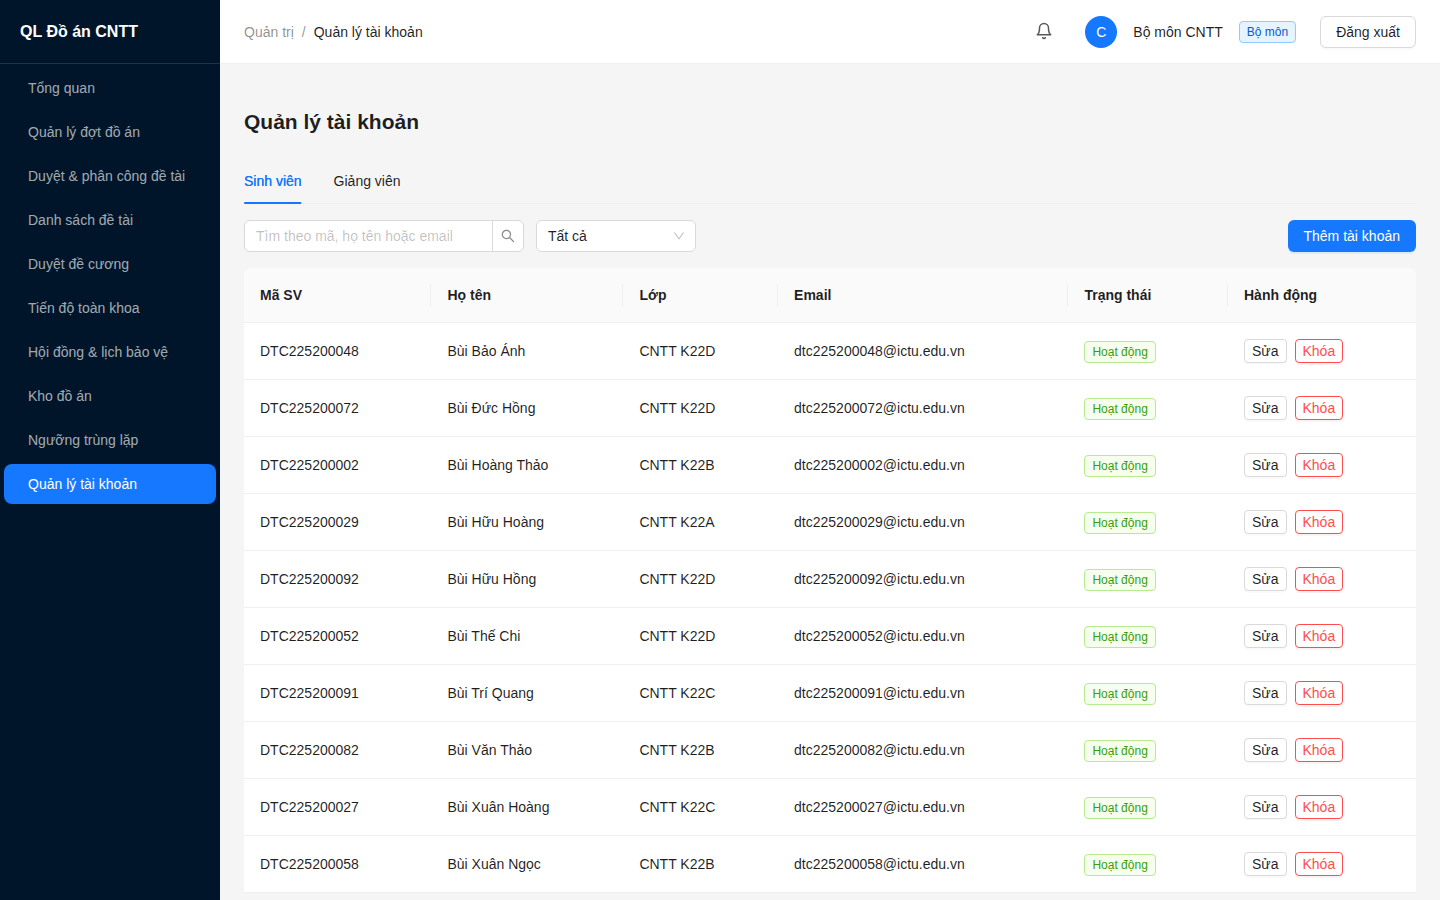 QL Đồ án CNTT
Tổng quan
Quản lý đợt đồ án
Duyệt & phân công đề tài
Danh sách đề tài
Duyệt đề cương
Tiến độ toàn khoa
Hội đồng & lịch bảo vệ
Kho đồ án
Ngưỡng trùng lặp
Quản lý tài khoản
Quản trị / Quản lý tài khoản
C Bộ môn CNTT Bộ môn Đăng xuất
Quản lý tài khoản
Sinh viên Giảng viên
Tìm theo mã, họ tên hoặc email Tất cả Thêm tài khoản
Mã SV Họ tên Lớp Email Trạng thái Hành động
DTC225200048 Bùi Bảo Ánh CNTT K22D dtc225200048@ictu.edu.vn Hoạt động Sửa Khóa
DTC225200072 Bùi Đức Hồng CNTT K22D dtc225200072@ictu.edu.vn Hoạt động Sửa Khóa
DTC225200002 Bùi Hoàng Thảo CNTT K22B dtc225200002@ictu.edu.vn Hoạt động Sửa Khóa
DTC225200029 Bùi Hữu Hoàng CNTT K22A dtc225200029@ictu.edu.vn Hoạt động Sửa Khóa
DTC225200092 Bùi Hữu Hồng CNTT K22D dtc225200092@ictu.edu.vn Hoạt động Sửa Khóa
DTC225200052 Bùi Thế Chi CNTT K22D dtc225200052@ictu.edu.vn Hoạt động Sửa Khóa
DTC225200091 Bùi Trí Quang CNTT K22C dtc225200091@ictu.edu.vn Hoạt động Sửa Khóa
DTC225200082 Bùi Văn Thảo CNTT K22B dtc225200082@ictu.edu.vn Hoạt động Sửa Khóa
DTC225200027 Bùi Xuân Hoàng CNTT K22C dtc225200027@ictu.edu.vn Hoạt động Sửa Khóa
DTC225200058 Bùi Xuân Ngọc CNTT K22B dtc225200058@ictu.edu.vn Hoạt động Sửa Khóa